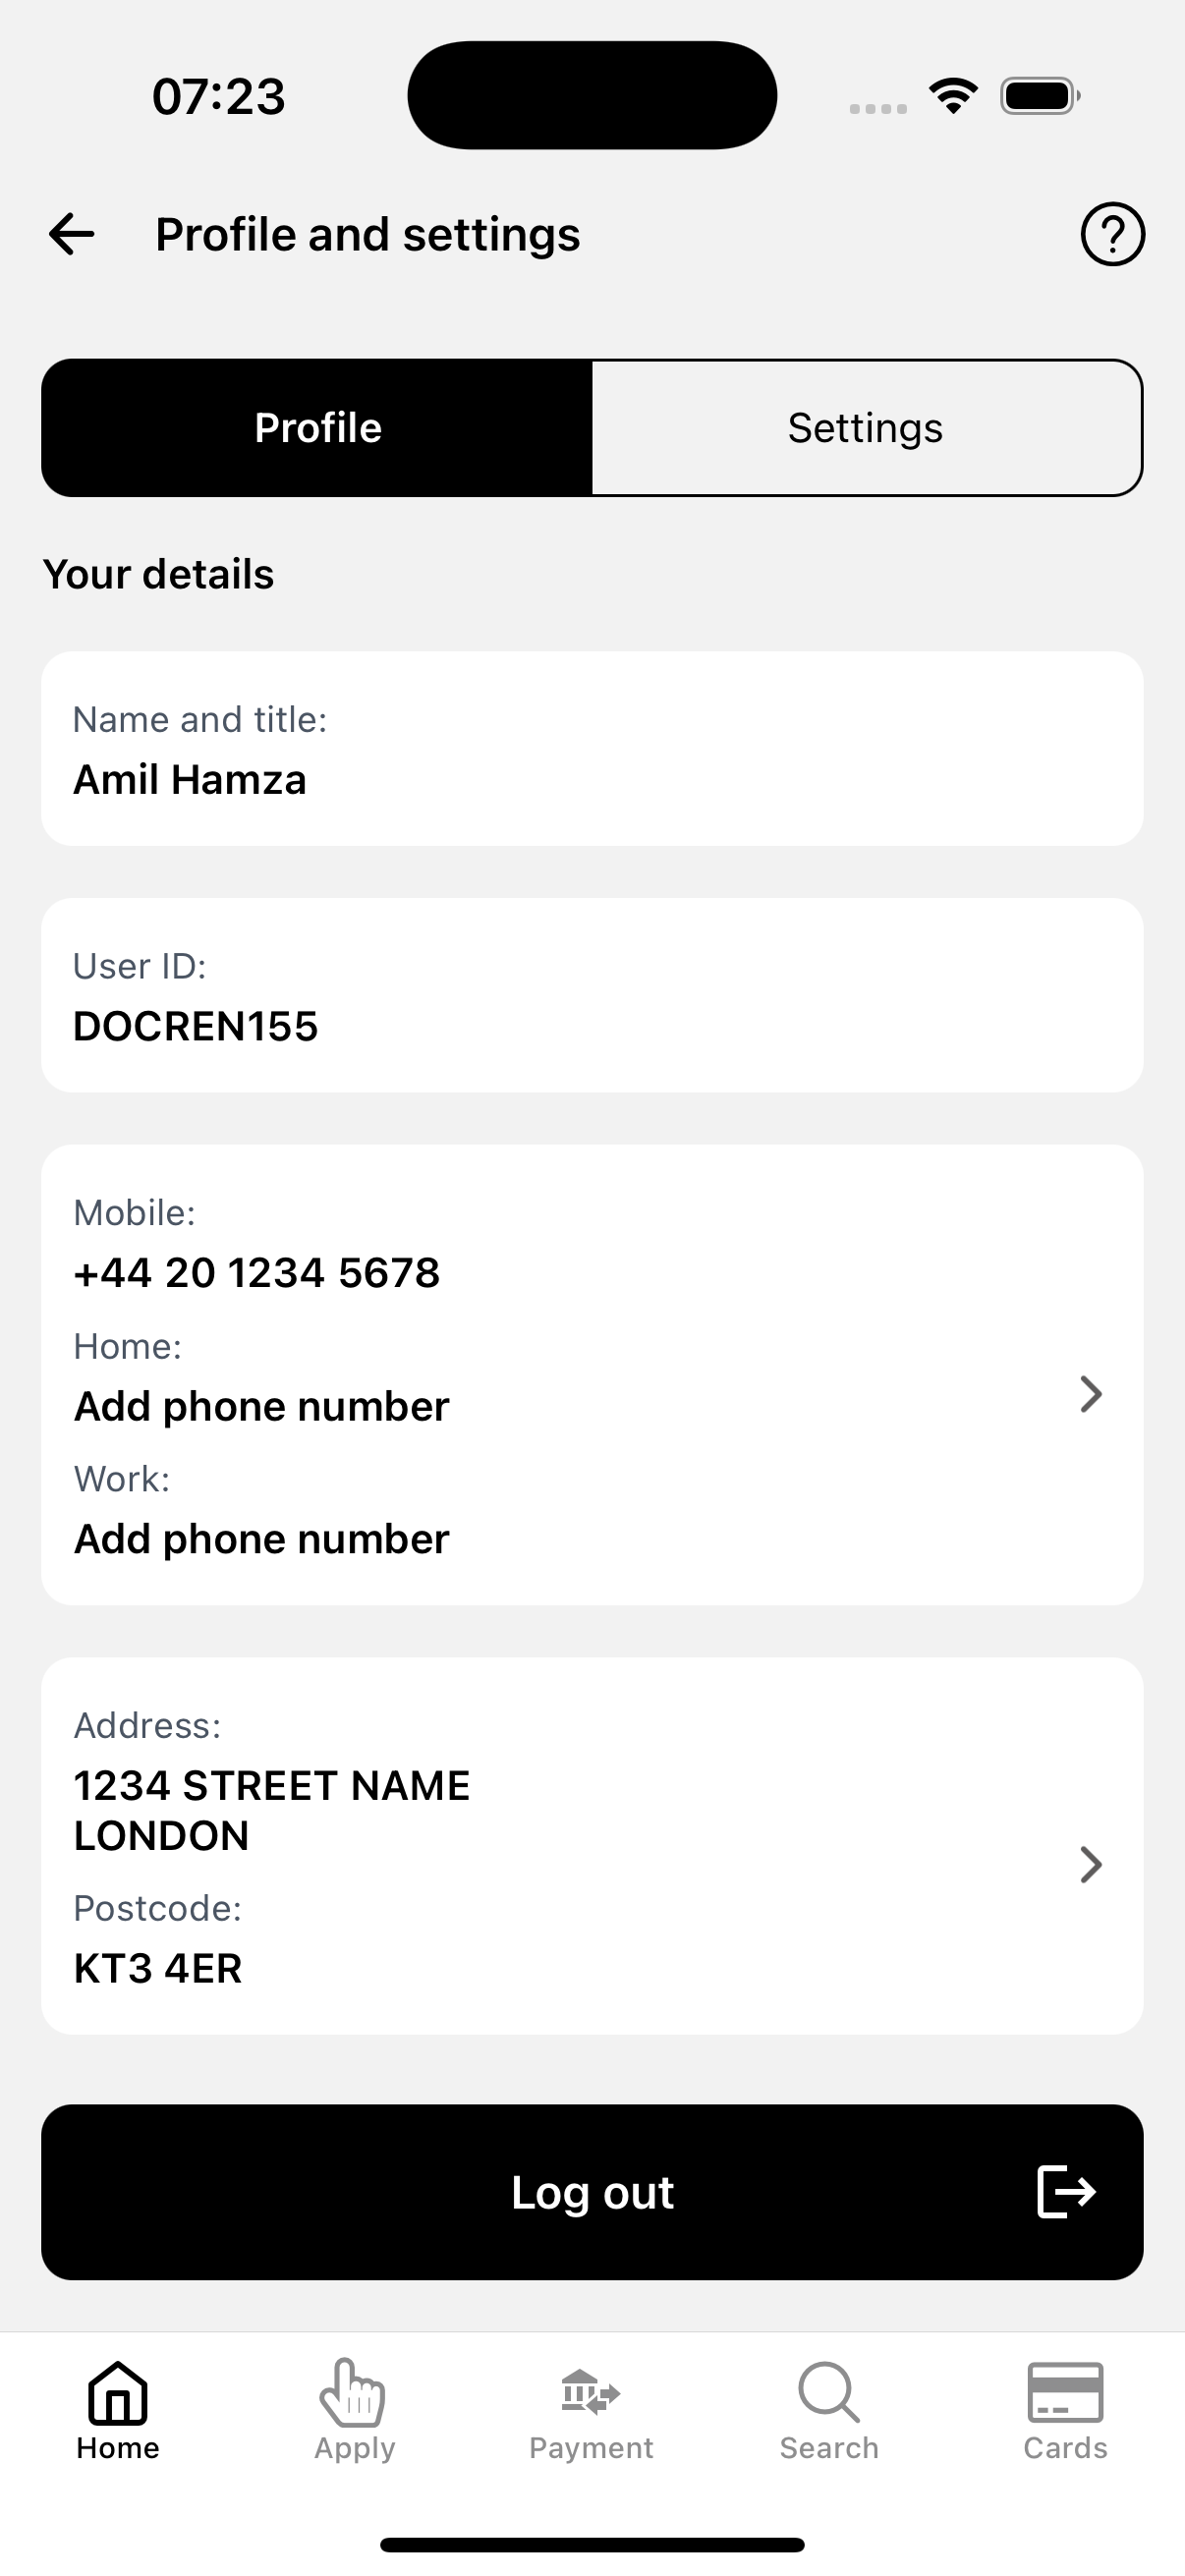 07:23
Profile and settings
Profile
Settings
Your details
Name and title:
Amil Hamza
User ID:
DOCREN155
Mobile:
+44 20 1234 5678
Home:
Add phone number
Work:
Add phone number
Address:
1234 STREET NAME
LONDON
Postcode:
KT3 4ER
Log out
Home
Apply
Payment
Search
Cards